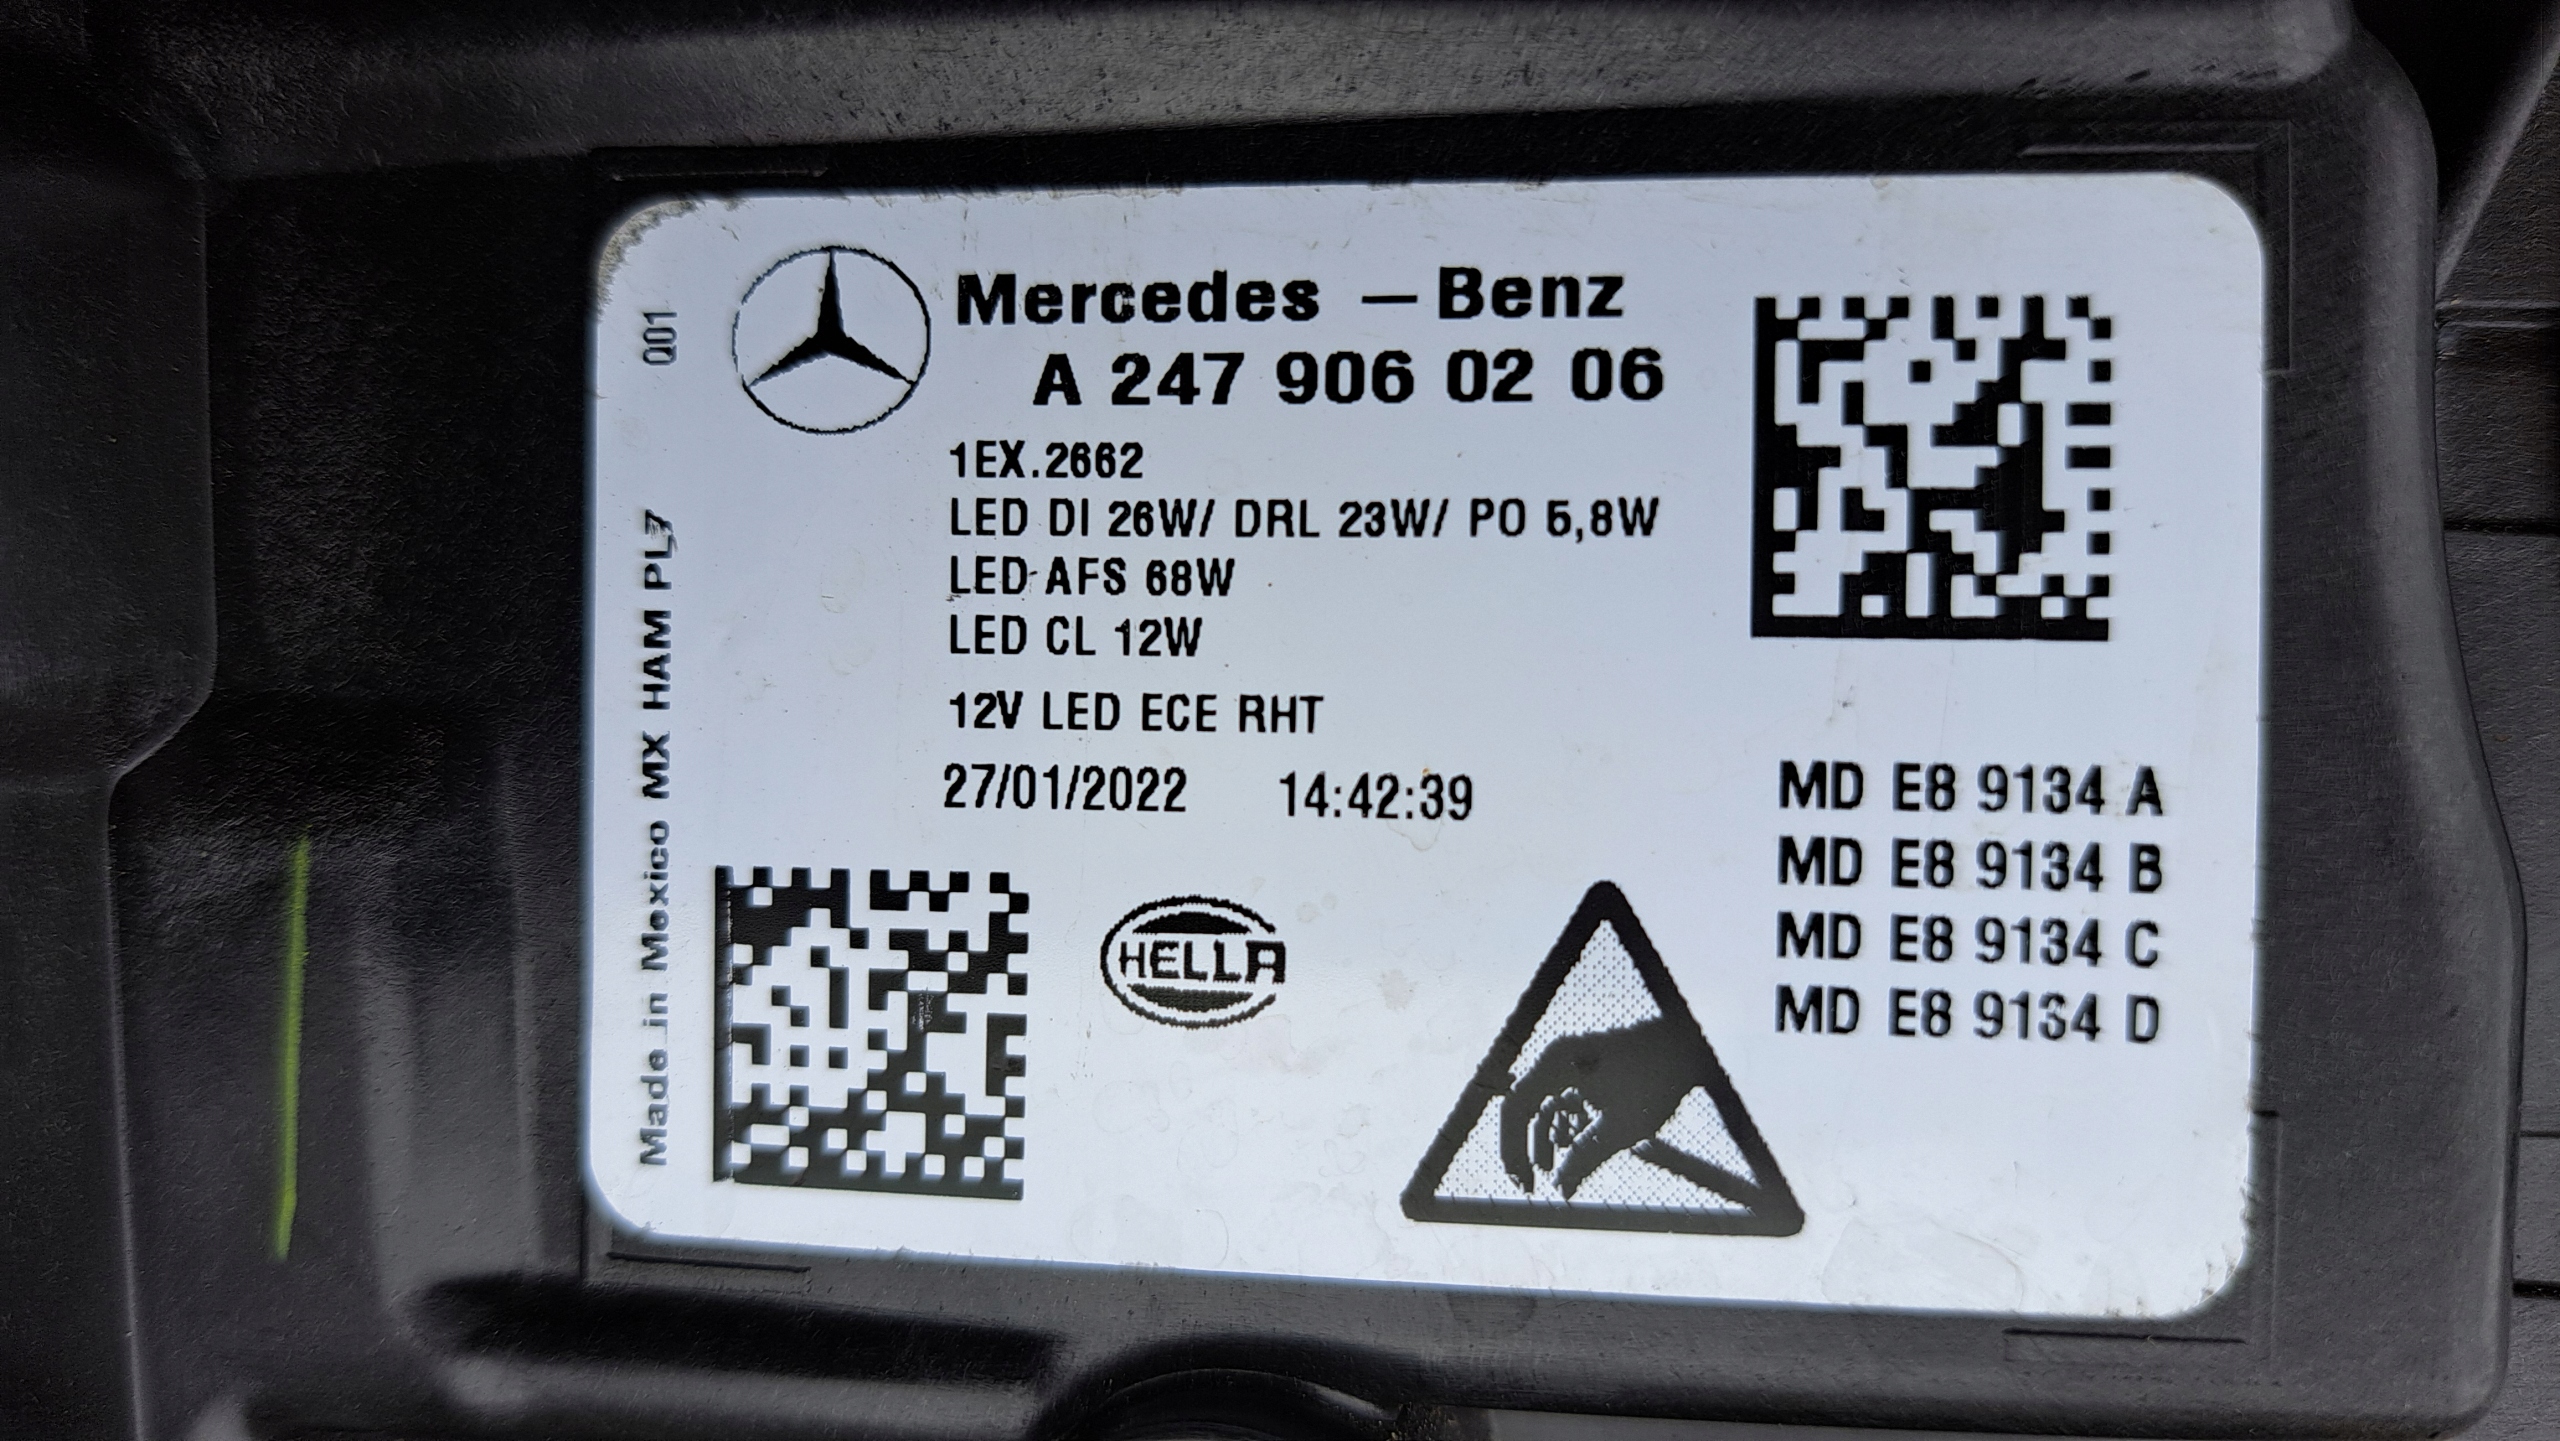 Mercedes-Benz
A 247 906 02 06
1EX.2662
LED DI 26W/ DRL 23W/ PO 5,8W
LED AFS 68W
LED CL 12W
12V LED ECE RHT
27/01/2022 14:42:39
MD E8 9134 A
MD E8 9134 B
MD E8 9134 C
MD E8 9134 D
HELLA
Made in Mexico MX HAM PL7 Q01